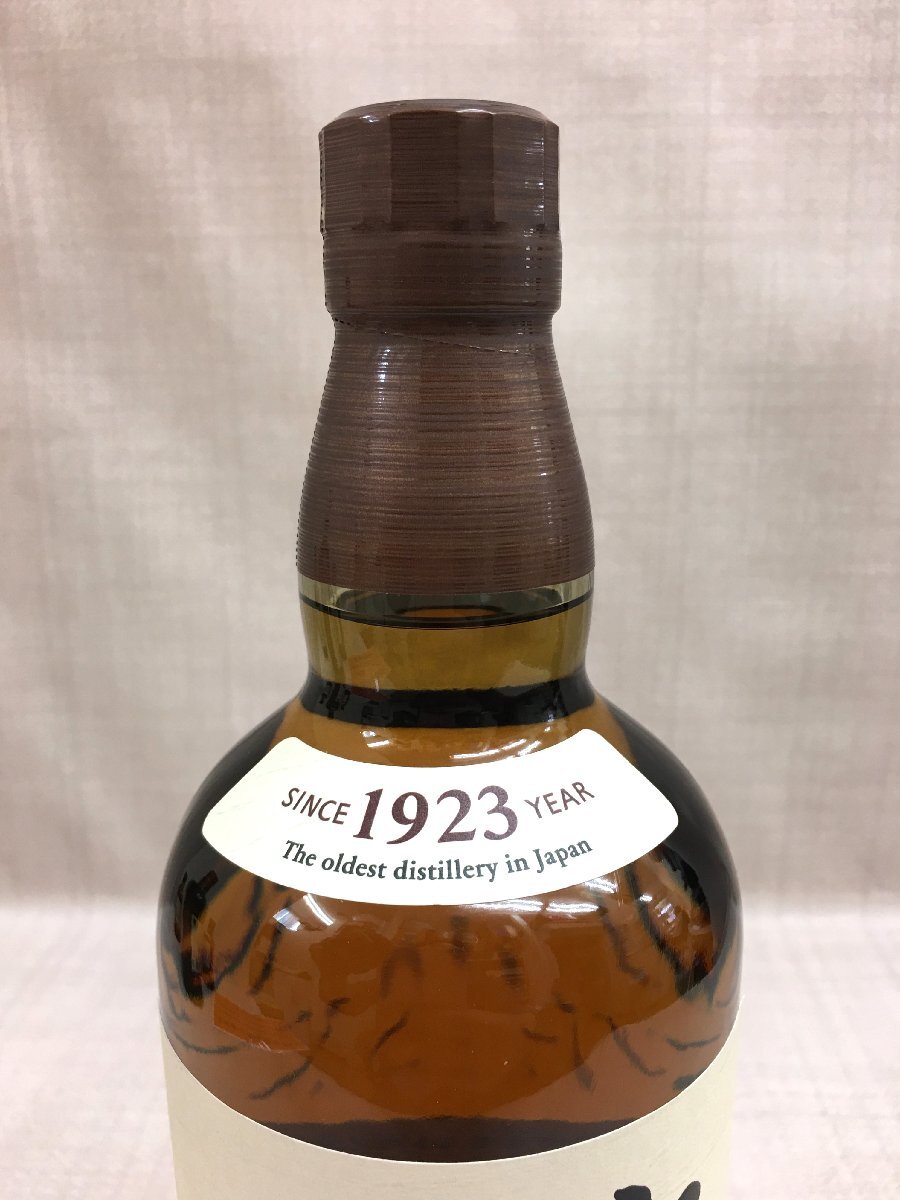 SINCE 1923 YEAR
The oldest distillery in Japan